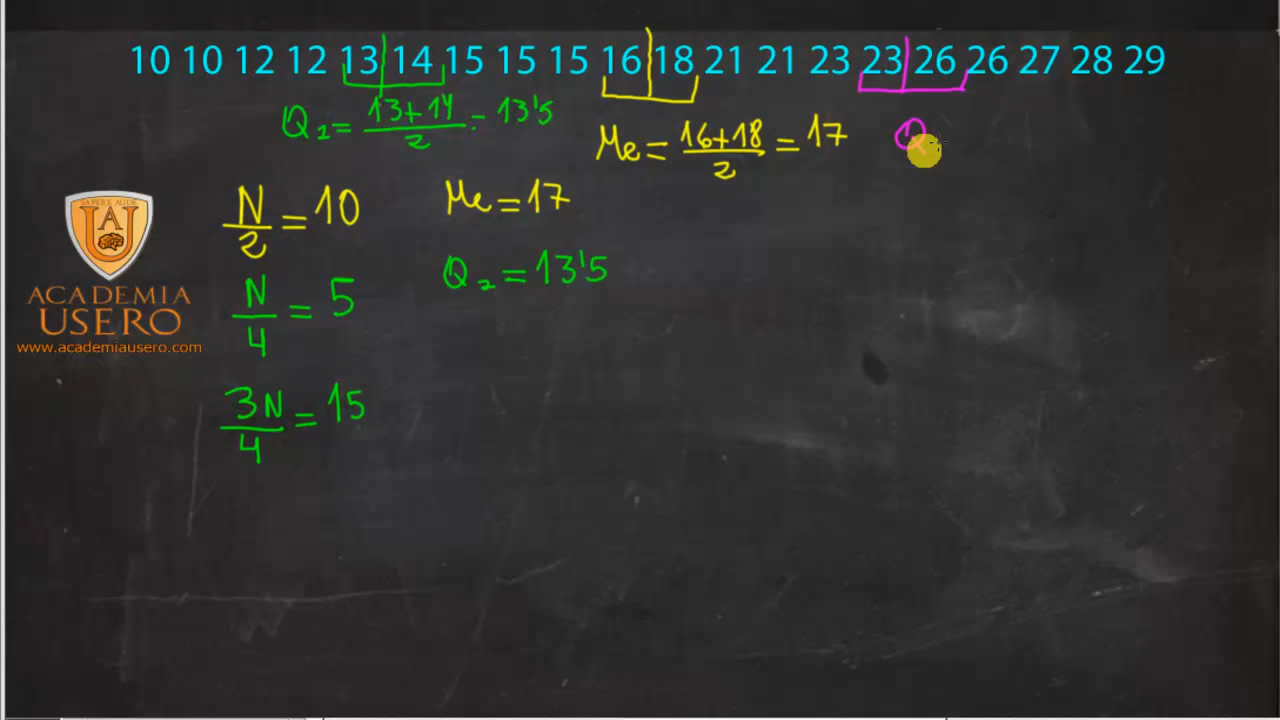 10 10 12 12 13 14 15 15 15 16 18 21 21 23 23 26 26 27 28 29
Q₂ = (13+14)/2 = 13'5
Me = (16+18)/2 = 17
Q
SAPERE AUDE
UA
ACADEMIA
USERO
www.academiausero.com
N/2 = 10
Me = 17
N/4 = 5
Q₂ = 13'5
3N/4 = 15